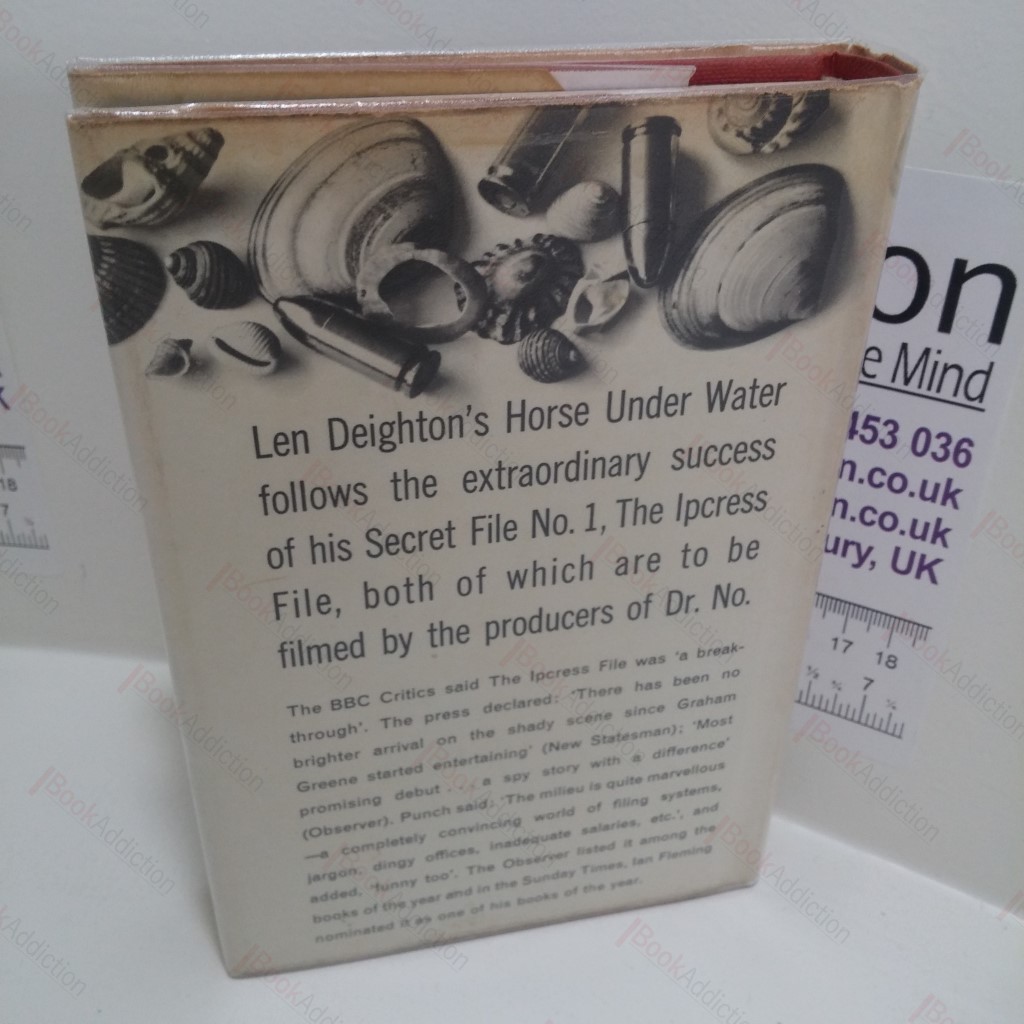 Len Deighton's Horse Under Water
follows the extraordinary success
of his Secret File No. 1, The Ipcress
File, both of which are to be
filmed by the producers of Dr. No.
The BBC Critics said The Ipcress File was 'a break-
through'. The press declared: 'There has been no
brighter arrival on the shady scene since Graham
Greene started entertaining' (New Statesman); 'Most
promising debut . . . a spy story with a difference'
(Observer). Punch said: 'The milieu is quite marvellous
—a completely convincing world of filing systems,
jargon, dingy offices, inadequate salaries, etc.', and
added, 'funny too'. The Observer listed it among the
books of the year and in the Sunday Times, Ian Fleming
nominated it as one of his books of the year.
on
e Mind
453 036
n.co.uk
n.co.uk
ury, UK
17 18
7
18
7
BookAddiction